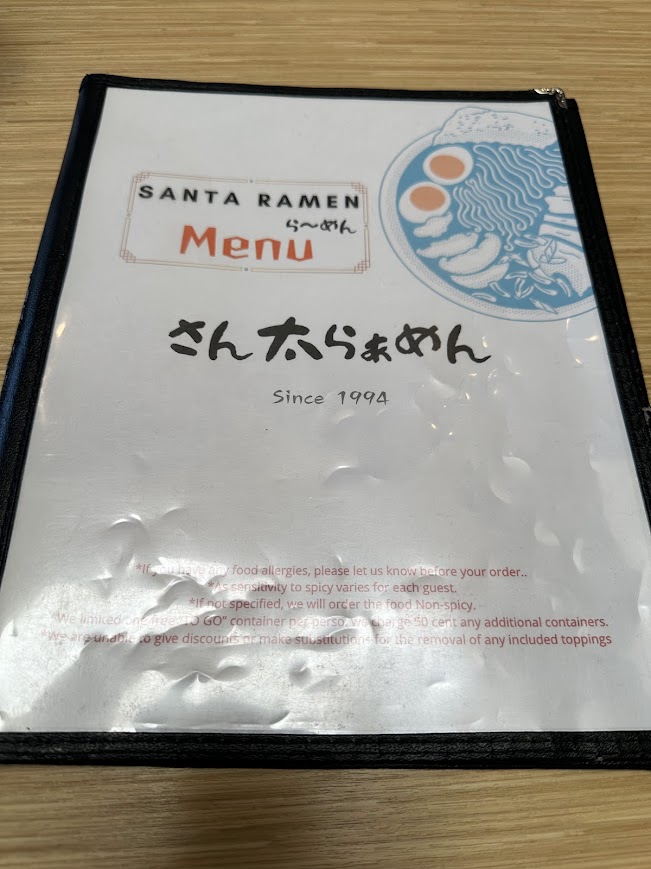 SANTA RAMEN
ら〜めん
Menu
さん太らぁめん
Since 1994
*If you have any food allergies, please let us know before your order..
*As sensitivity to spicy varies for each guest.
*If not specified, we will order the food Non-spicy.
*We limited one free "TO GO" container per person, we charge 50 cent any additional containers.
*We are unable to give discounts or make substitutions for the removal of any included toppings